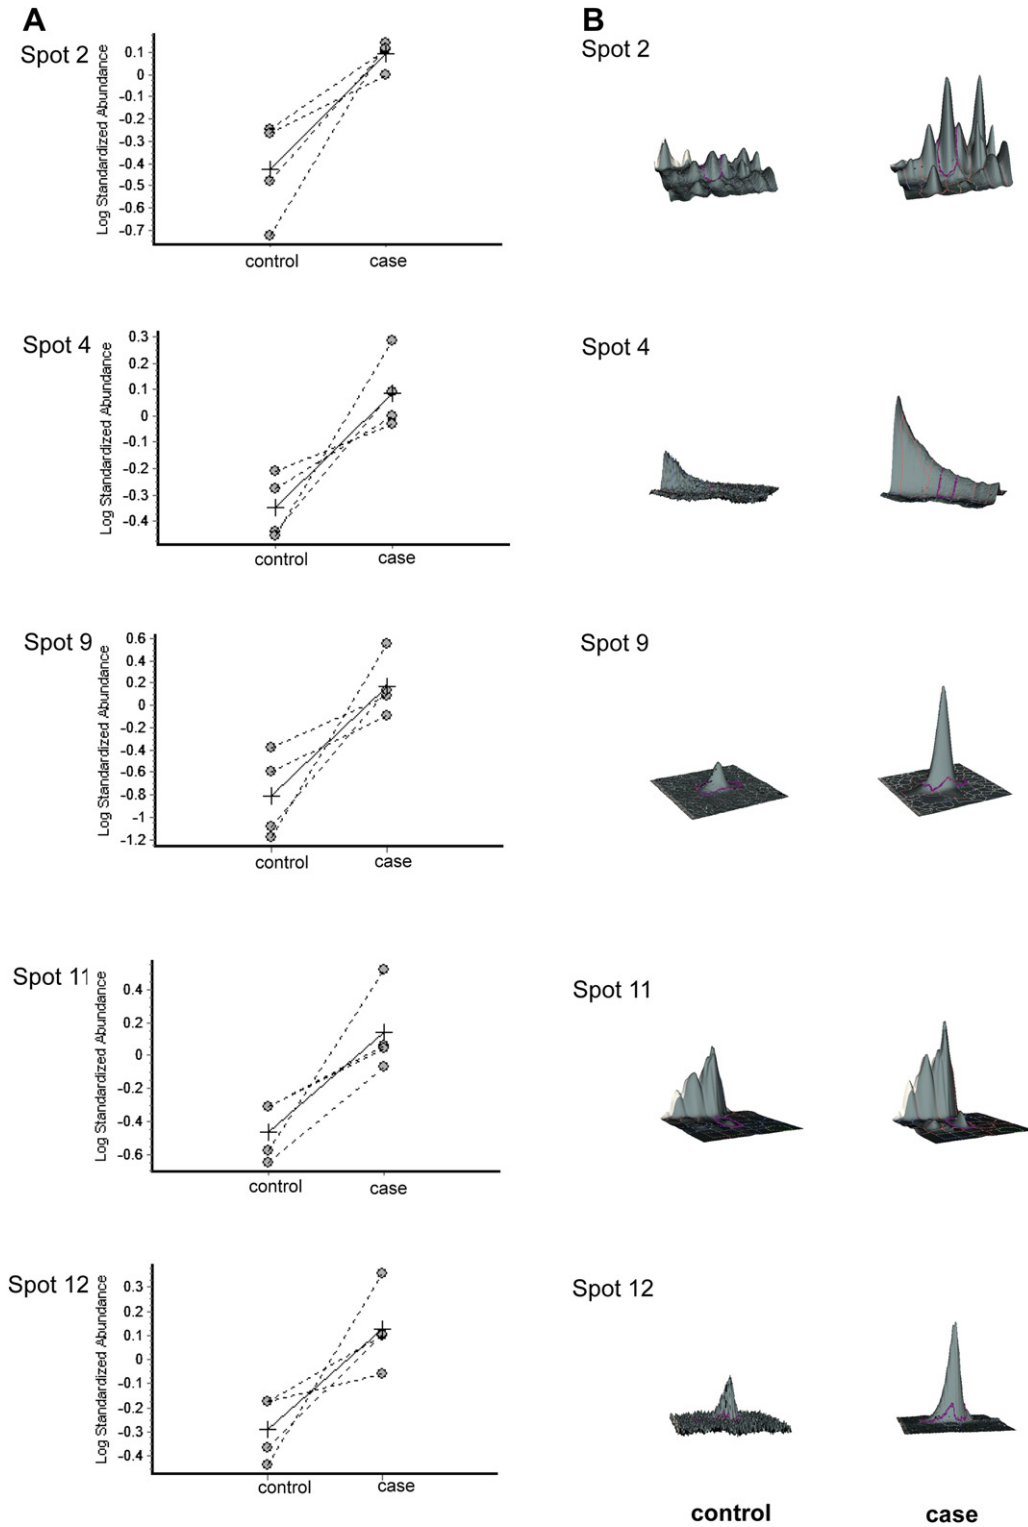 A
B
Spot 2
Log Standardized Abundance
0.1
0
-0.1
-0.2
-0.3
-0.4
-0.5
-0.6
-0.7
control
case
Spot 2
Spot 4
Log Standardized Abundance
0.3
0.2
0.1
0
-0.1
-0.2
-0.3
-0.4
control
case
Spot 4
Spot 9
Log Standardized Abundance
0.6
0.4
0.2
0
-0.2
-0.4
-0.6
-0.8
-1
-1.2
control
case
Spot 9
Spot 11
Log Standardized Abundance
0.4
0.2
0
-0.2
-0.4
-0.6
control
case
Spot 11
Spot 12
Log Standardized Abundance
0.3
0.2
0.1
0
-0.1
-0.2
-0.3
-0.4
control
case
Spot 12
control
case